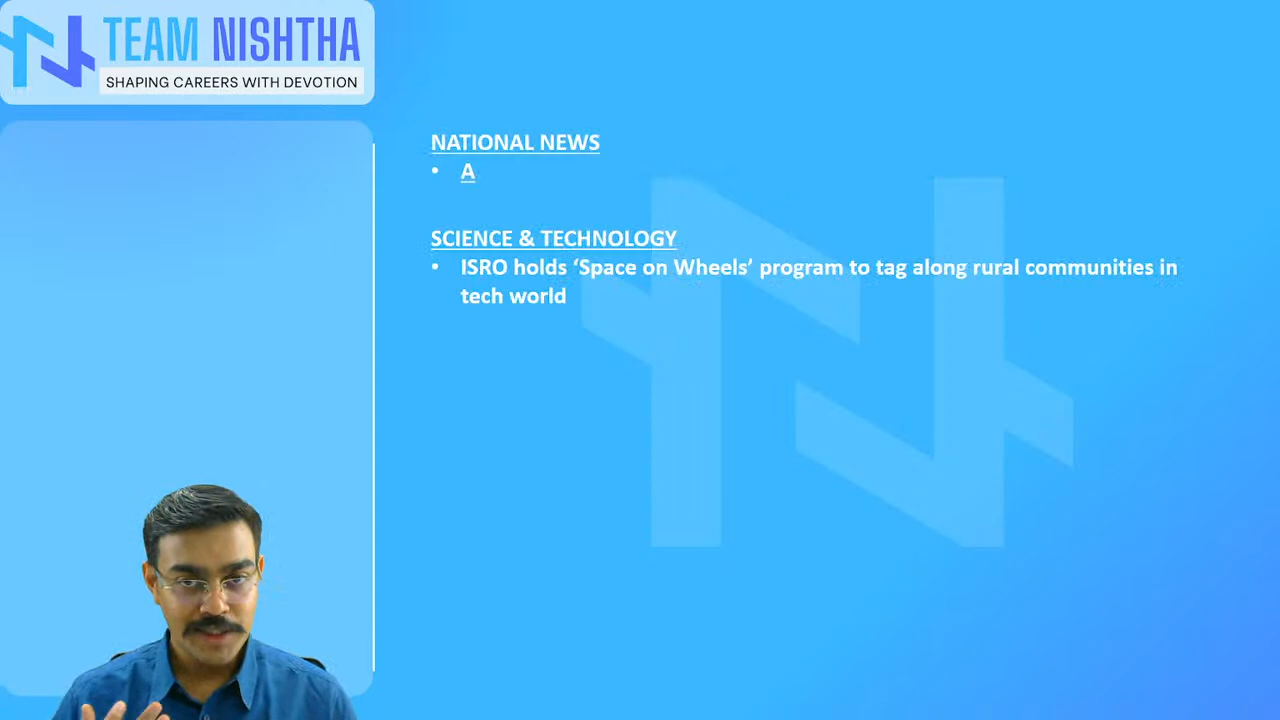 TEAM NISHTHA
SHAPING CAREERS WITH DEVOTION
NATIONAL NEWS
• A
SCIENCE & TECHNOLOGY
• ISRO holds ‘Space on Wheels’ program to tag along rural communities in
tech world